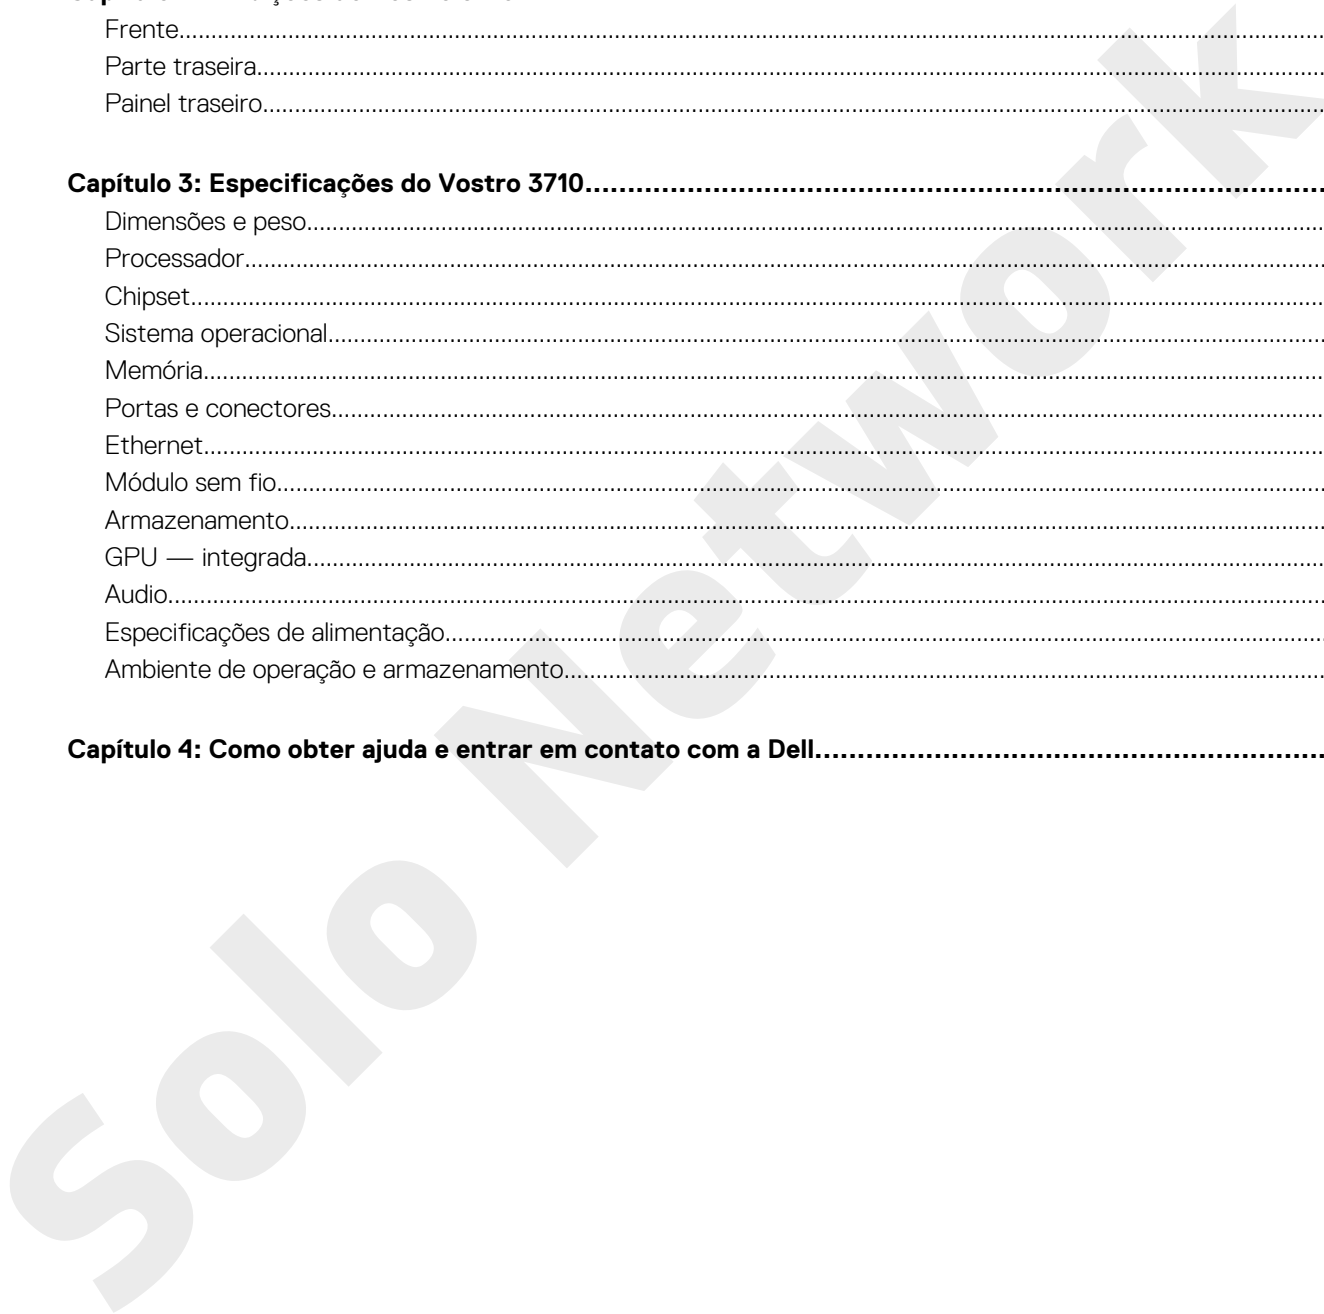 Frente
Parte traseira
Painel traseiro
Capítulo 3: Especificações do Vostro 3710
Dimensões e peso
Processador
Chipset
Sistema operacional
Memória
Portas e conectores
Ethernet
Módulo sem fio
Armazenamento
GPU — integrada
Audio
Especificações de alimentação
Ambiente de operação e armazenamento
Capítulo 4: Como obter ajuda e entrar em contato com a Dell
Solo Network